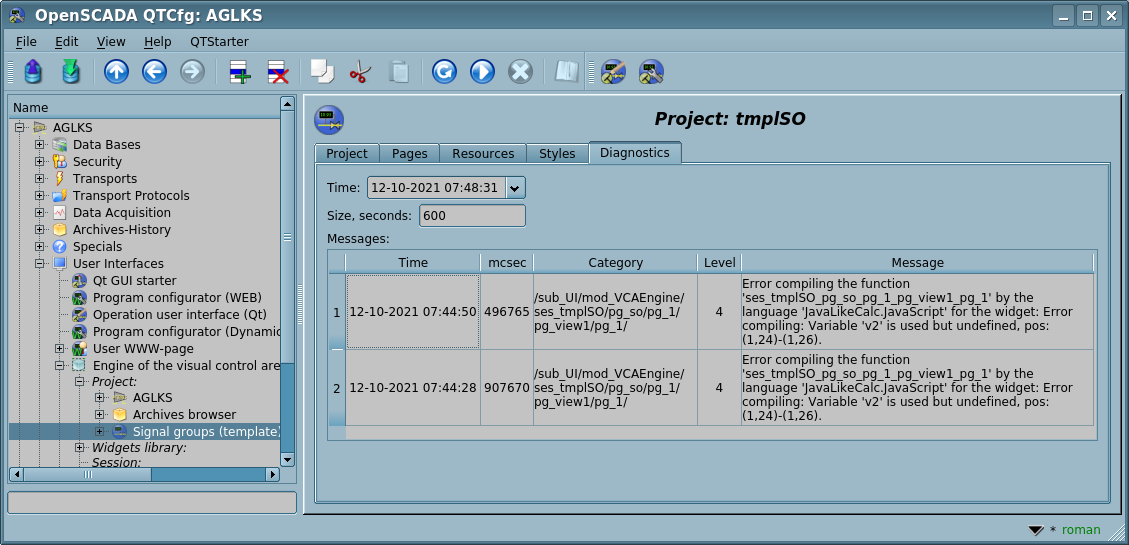 OpenSCADA QTCfg: AGLKS
File Edit View Help QTStarter
Name
AGLKS
Data Bases
Security
Transports
Transport Protocols
Data Acquisition
Archives-History
Specials
User Interfaces
Qt GUI starter
Program configurator (WEB)
Operation user interface (Qt)
Program configurator (Dynamic
User WWW-page
Engine of the visual control are
Project:
AGLKS
Archives browser
Signal groups (template)
Widgets library:
Session:
Project: tmplSO
Project Pages Resources Styles Diagnostics
Time: 12-10-2021 07:48:31
Size, seconds: 600
Messages:
Time mcsec Category Level Message
1 12-10-2021 07:44:50 496765 /sub_UI/mod_VCAEngine/
ses_tmplSO/pg_so/pg_1/
pg_view1/pg_1/
4
Error compiling the function
'ses_tmplSO_pg_so_pg_1_pg_view1_pg_1' by the
language 'JavaLikeCalc.JavaScript' for the widget: Error
compiling: Variable 'v2' is used but undefined, pos:
(1,24)-(1,26).
2 12-10-2021 07:44:28 907670 /sub_UI/mod_VCAEngine/
ses_tmplSO/pg_so/pg_1/
pg_view1/pg_1/
4
Error compiling the function
'ses_tmplSO_pg_so_pg_1_pg_view1_pg_1' by the
language 'JavaLikeCalc.JavaScript' for the widget: Error
compiling: Variable 'v2' is used but undefined, pos:
(1,24)-(1,26).
* roman